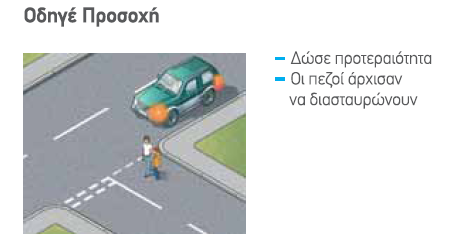 Οδηγέ Προσοχή
– Δώσε προτεραιότητα
– Οι πεζοί άρχισαν
να διασταυρώνουν